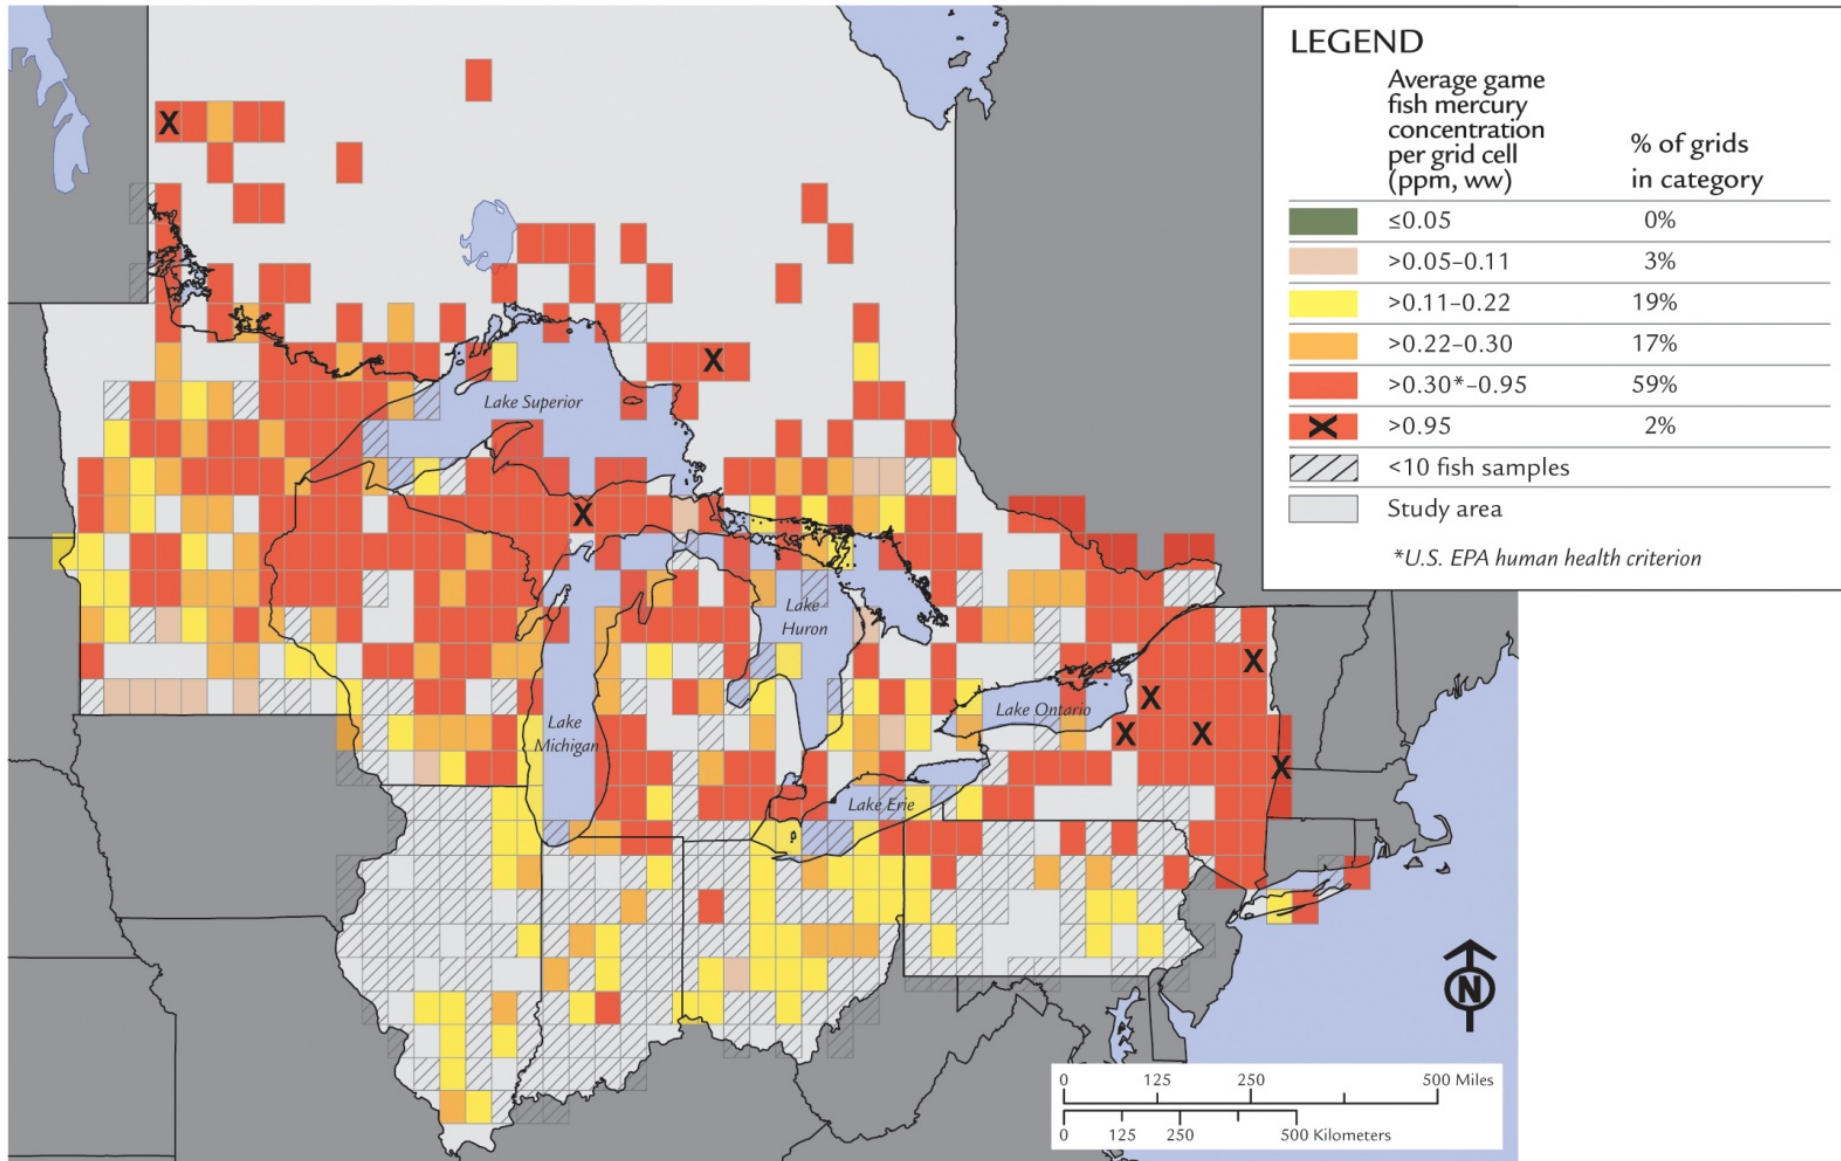 LEGEND
Average game
fish mercury
concentration
per grid cell
(ppm, ww)
% of grids
in category
≤0.05 0%
>0.05–0.11 3%
>0.11–0.22 19%
>0.22–0.30 17%
>0.30*–0.95 59%
X >0.95 2%
<10 fish samples
Study area
*U.S. EPA human health criterion
X
X
Lake Superior
X
Lake
Huron
X
X
Lake Ontario
Lake
Michigan
X
X
X
Lake Erie
N
0 125 250 500 Miles
0 125 250 500 Kilometers